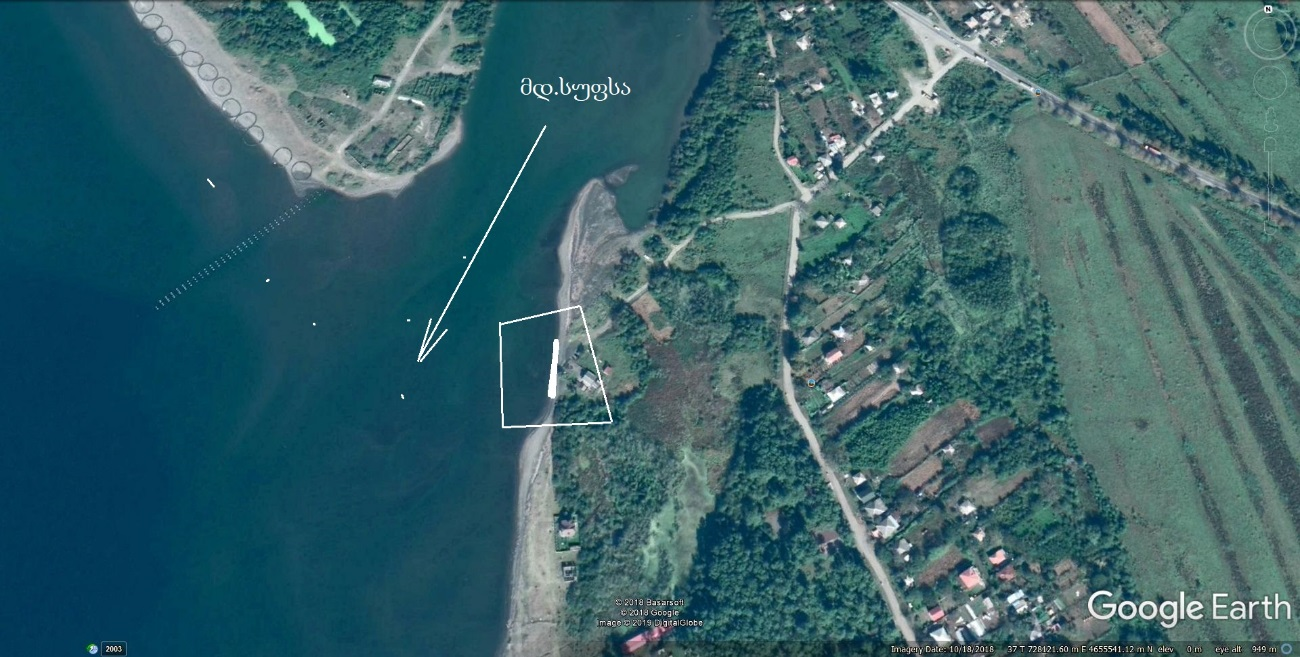 N
მდ.სუფსა
© 2018 Basarsoft
© 2018 Google
Image © 2019 DigitalGlobe
Google Earth
2003
Imagery Date: 10/18/2018 37 T 728121.60 m E 4655541.12 m N elev 0 m eye alt 949 m